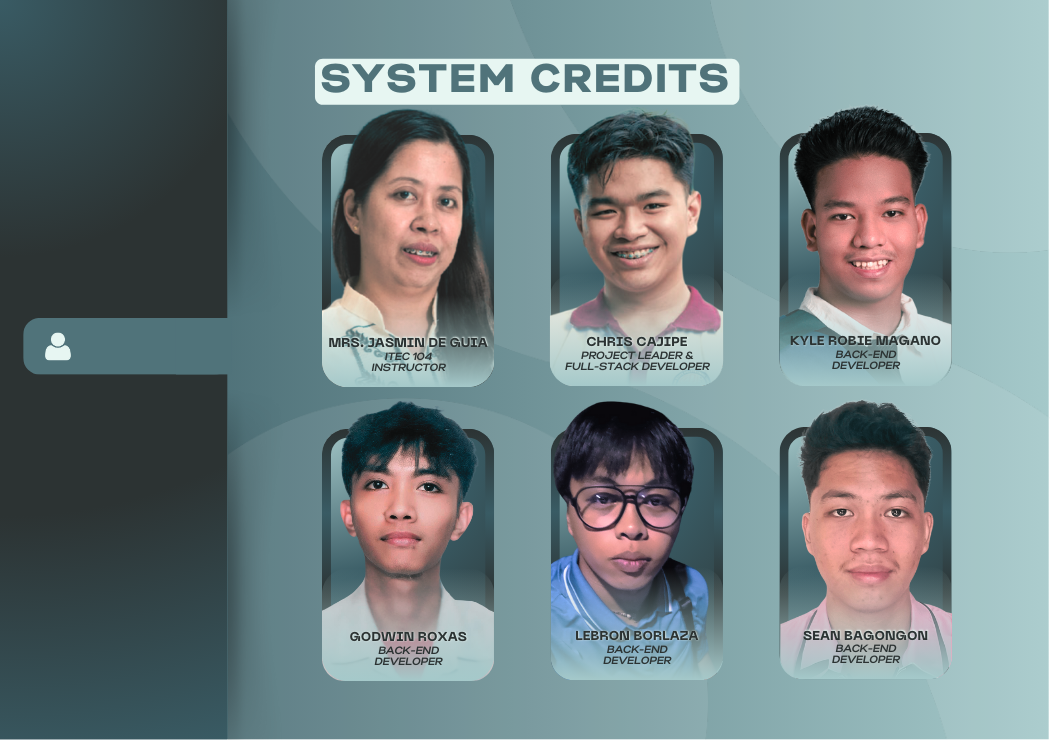 SYSTEM CREDITS
MRS. JASMIN DE GUIA
ITEC 104
INSTRUCTOR
CHRIS CAJIPE
PROJECT LEADER &
FULL-STACK DEVELOPER
KYLE ROBIE MAGANO
BACK-END
DEVELOPER
GODWIN ROXAS
BACK-END
DEVELOPER
LEBRON BORLAZA
BACK-END
DEVELOPER
SEAN BAGONGON
BACK-END
DEVELOPER